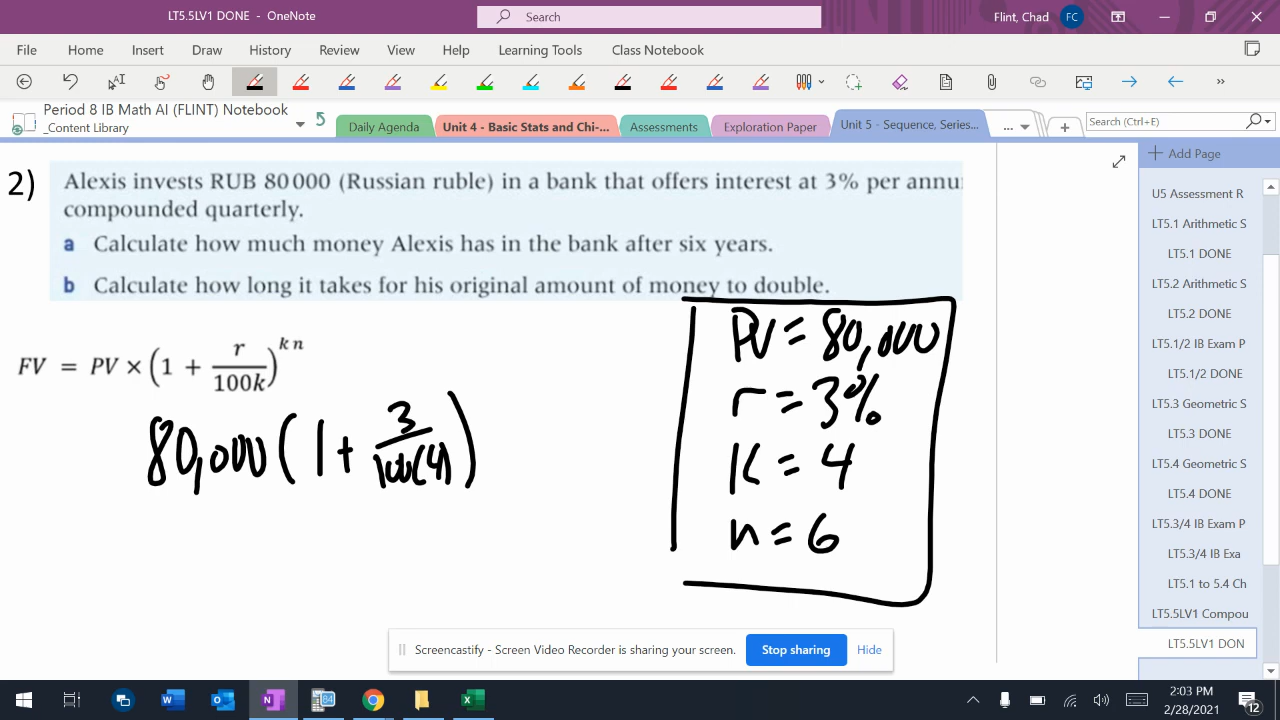 LT5.5LV1 DONE - OneNote
Search
Flint, Chad FC
File Home Insert Draw History Review View Help Learning Tools Class Notebook
Period 8 IB Math AI (FLINT) Notebook
_Content Library
Daily Agenda Unit 4 - Basic Stats and Chi-... Assessments Exploration Paper Unit 5 - Sequence, Series... ... Search (Ctrl+E)
Add Page
2) Alexis invests RUB 80 000 (Russian ruble) in a bank that offers interest at 3% per annu
compounded quarterly.
a Calculate how much money Alexis has in the bank after six years.
b Calculate how long it takes for his original amount of money to double.
FV = PV × (1 + r/100k)^kn
80,000(1 + 3/100(4))
PV = 80,000
r = 3%
K = 4
n = 6
U5 Assessment R
LT5.1 Arithmetic S
LT5.1 DONE
LT5.2 Arithmetic S
LT5.2 DONE
LT5.1/2 IB Exam P
LT5.1/2 DONE
LT5.3 Geometric S
LT5.3 DONE
LT5.4 Geometric S
LT5.4 DONE
LT5.3/4 IB Exam P
LT5.3/4 IB Exa
LT5.1 to 5.4 Ch
LT5.5LV1 Compou
LT5.5LV1 DON
Screencastify - Screen Video Recorder is sharing your screen. Stop sharing Hide
84
2:03 PM
2/28/2021
12